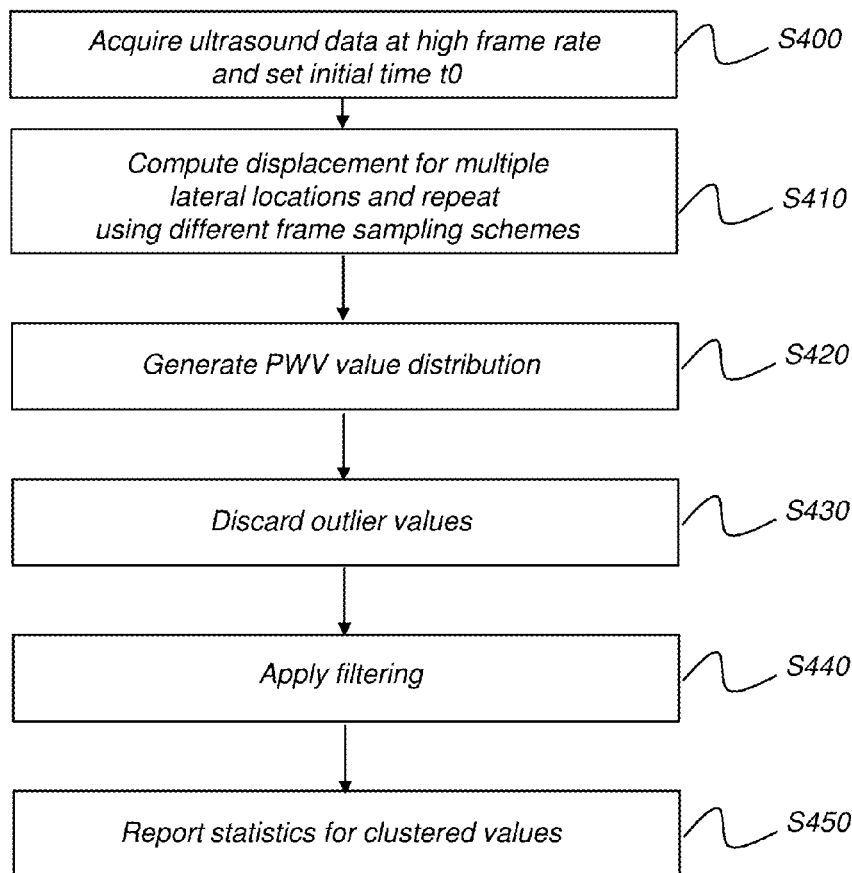 Acquire ultrasound data at high frame rate
and set initial time t0
S400
Compute displacement for multiple
lateral locations and repeat
using different frame sampling schemes
S410
Generate PWV value distribution
S420
Discard outlier values
S430
Apply filtering
S440
Report statistics for clustered values
S450